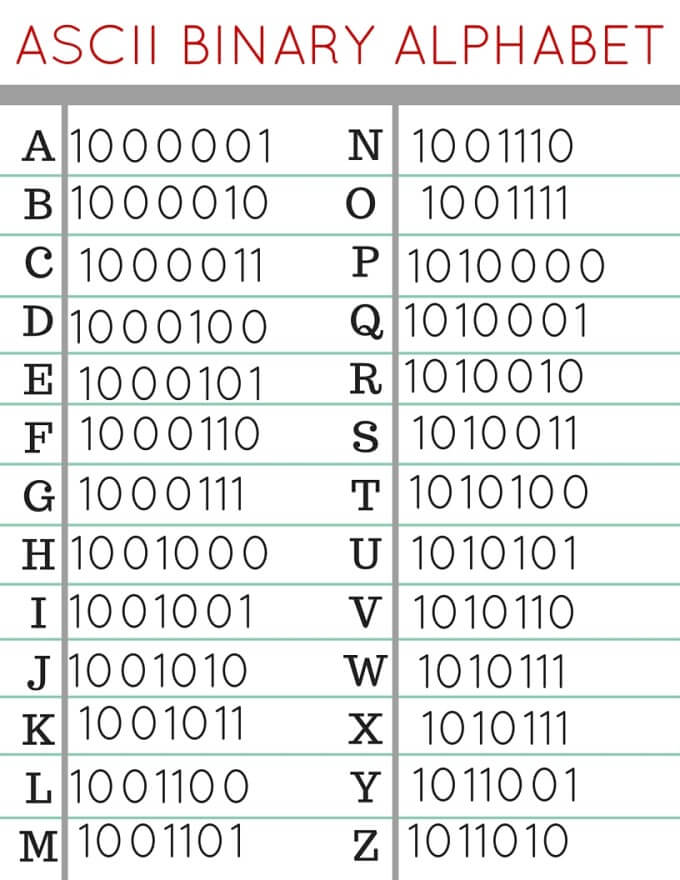 ASCII BINARY ALPHABET
A 1000001 N 1001110
B 1000010 O 1001111
C 1000011 P 1010000
D 1000100 Q 1010001
E 1000101 R 1010010
F 1000110 S 1010011
G 1000111 T 1010100
H 1001000 U 1010101
I 1001001 V 1010110
J 1001010 W 1010111
K 1001011 X 1010111
L 1001100 Y 1011001
M 1001101 Z 1011010